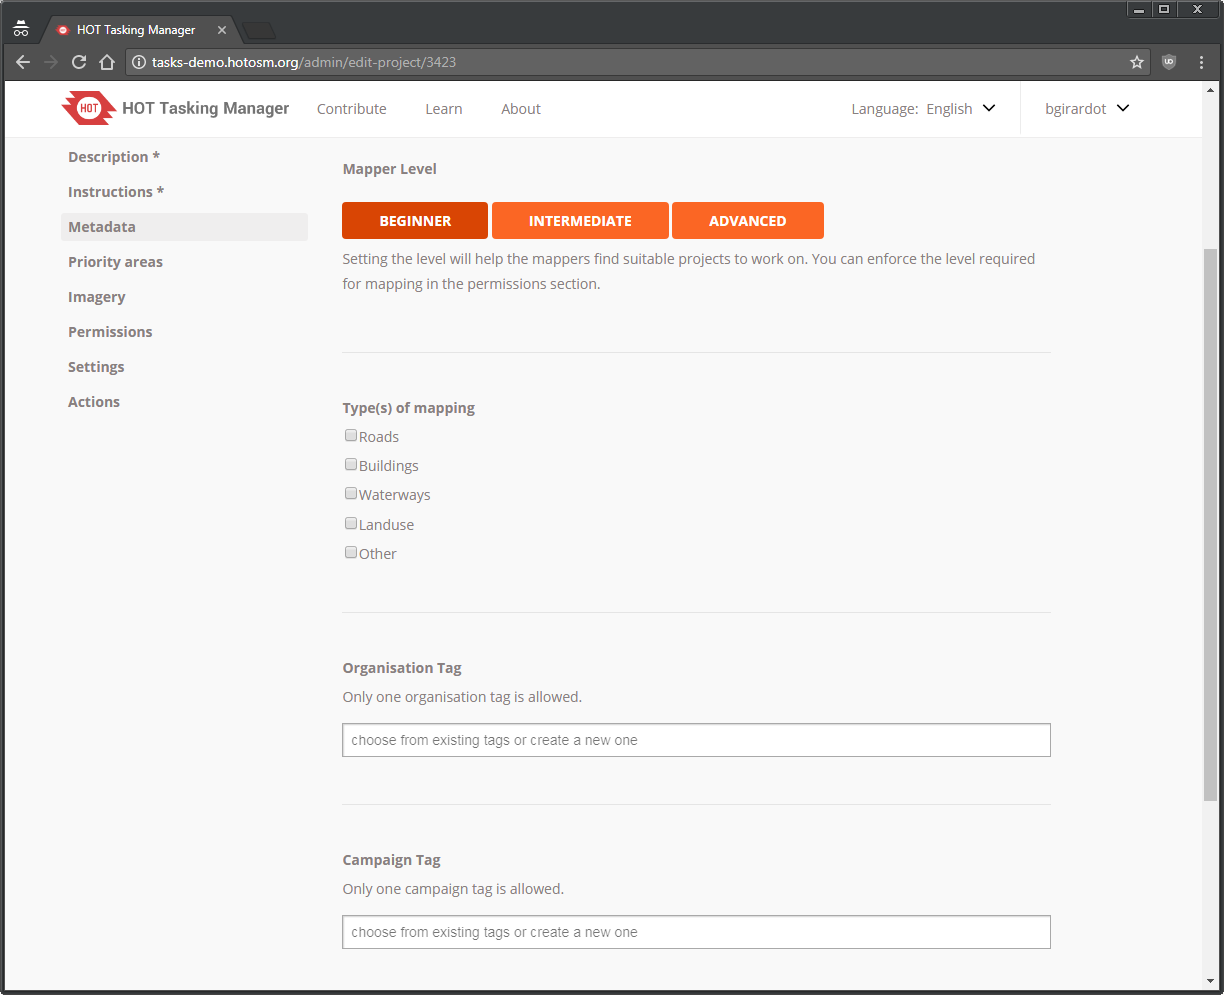 HOT Tasking Manager
tasks-demo.hotosm.org/admin/edit-project/3423
HOT
HOT Tasking Manager
Contribute
Learn
About
Language: English
bgirardot
Description *
Instructions *
Metadata
Priority areas
Imagery
Permissions
Settings
Actions
Mapper Level
BEGINNER
INTERMEDIATE
ADVANCED
Setting the level will help the mappers find suitable projects to work on. You can enforce the level required
for mapping in the permissions section.
Type(s) of mapping
Roads
Buildings
Waterways
Landuse
Other
Organisation Tag
Only one organisation tag is allowed.
choose from existing tags or create a new one
Campaign Tag
Only one campaign tag is allowed.
choose from existing tags or create a new one